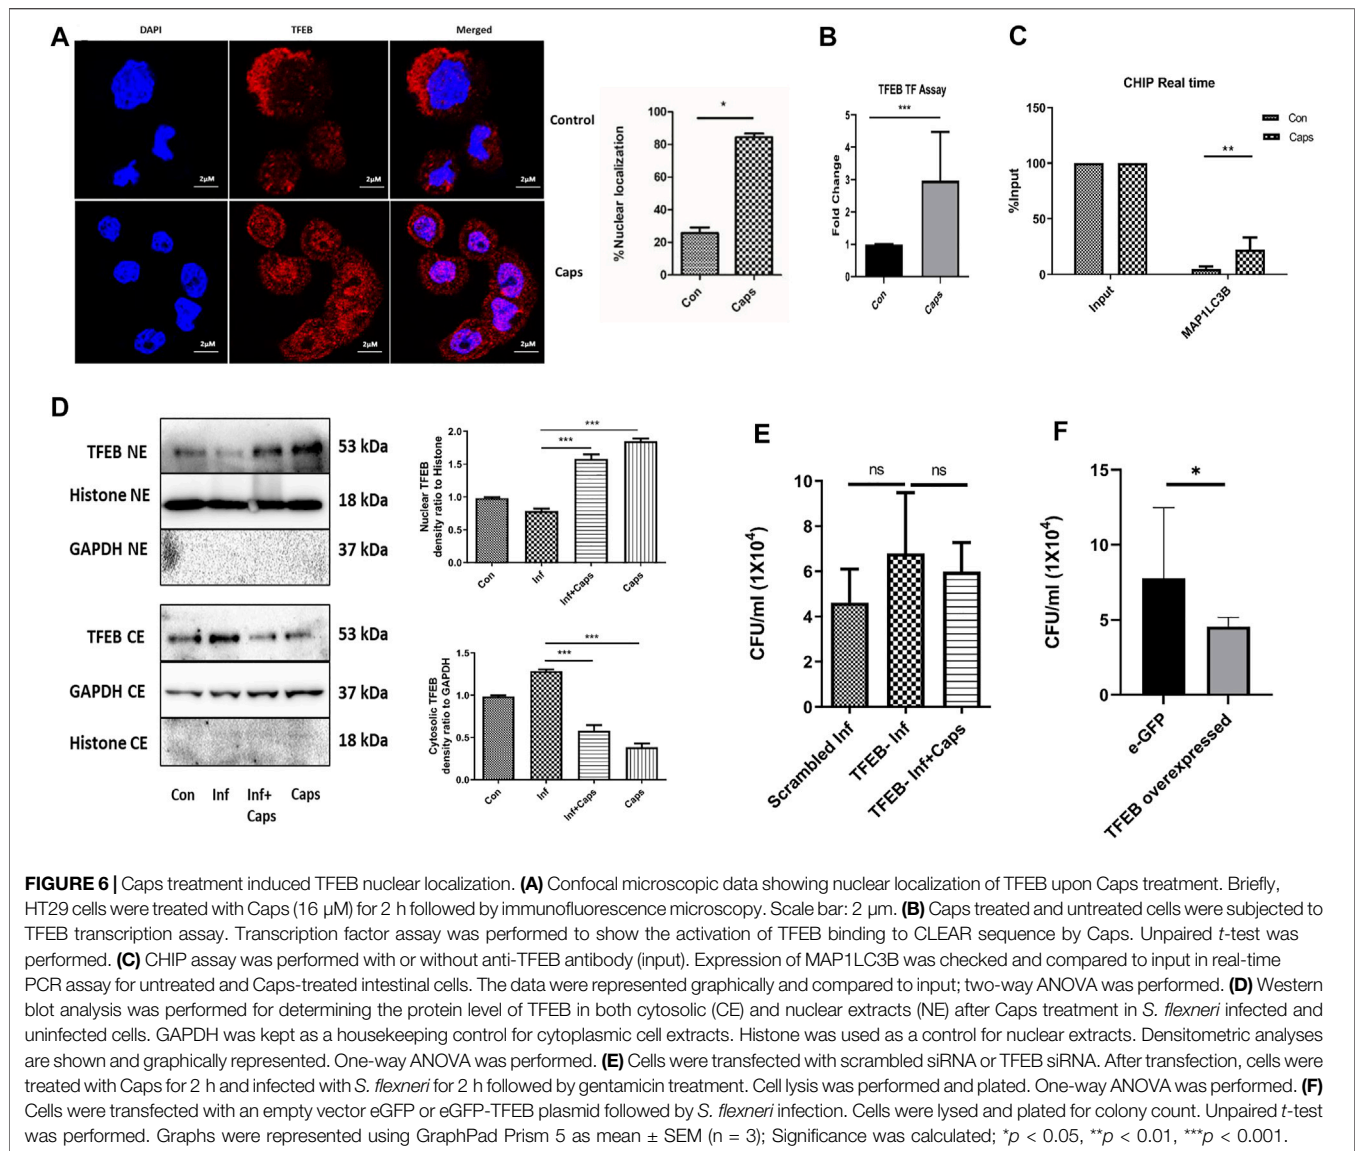 A
DAPI
TFEB
Merged
Control
Caps
2μM
2μM
2μM
2μM
2μM
2μM
%Nuclear localization
100
80
60
40
20
0
*
Con
Caps
B
TFEB TF Assay
***
Fold Change
5
4
3
2
1
0
Con
Caps
C
CHIP Real time
Con
Caps
%Input
150
100
50
0
**
Input
MAP1LC3B
D
TFEB NE
53 kDa
Histone NE
18 kDa
GAPDH NE
37 kDa
TFEB CE
53 kDa
GAPDH CE
37 kDa
Histone CE
18 kDa
Con
Inf
Inf+
Caps
Caps
Nuclear TFEB
density ratio to Histone
2.0
1.5
1.0
0.5
0.0
***
***
Con
Inf
Inf+Caps
Caps
Cytosolic TFEB
density ratio to GAPDH
1.5
1.0
0.5
0.0
***
***
Con
Inf
Inf+Caps
Caps
E
CFU/ml (1X10⁴)
10
8
6
4
2
0
ns
ns
Scrambled Inf
TFEB- Inf
TFEB- Inf+Caps
F
CFU/ml (1X10⁴)
15
10
5
0
*
e-GFP
TFEB overexpressed
FIGURE 6 | Caps treatment induced TFEB nuclear localization. (A) Confocal microscopic data showing nuclear localization of TFEB upon Caps treatment. Briefly,
HT29 cells were treated with Caps (16 μM) for 2 h followed by immunofluorescence microscopy. Scale bar: 2 μm. (B) Caps treated and untreated cells were subjected to
TFEB transcription assay. Transcription factor assay was performed to show the activation of TFEB binding to CLEAR sequence by Caps. Unpaired t-test was
performed. (C) CHIP assay was performed with or without anti-TFEB antibody (input). Expression of MAP1LC3B was checked and compared to input in real-time
PCR assay for untreated and Caps-treated intestinal cells. The data were represented graphically and compared to input; two-way ANOVA was performed. (D) Western
blot analysis was performed for determining the protein level of TFEB in both cytosolic (CE) and nuclear extracts (NE) after Caps treatment in S. flexneri infected and
uninfected cells. GAPDH was kept as a housekeeping control for cytoplasmic cell extracts. Histone was used as a control for nuclear extracts. Densitometric analyses
are shown and graphically represented. One-way ANOVA was performed. (E) Cells were transfected with scrambled siRNA or TFEB siRNA. After transfection, cells were
treated with Caps for 2 h and infected with S. flexneri for 2 h followed by gentamicin treatment. Cell lysis was performed and plated. One-way ANOVA was performed. (F)
Cells were transfected with an empty vector eGFP or eGFP-TFEB plasmid followed by S. flexneri infection. Cells were lysed and plated for colony count. Unpaired t-test
was performed. Graphs were represented using GraphPad Prism 5 as mean ± SEM (n = 3); Significance was calculated; *p < 0.05, **p < 0.01, ***p < 0.001.